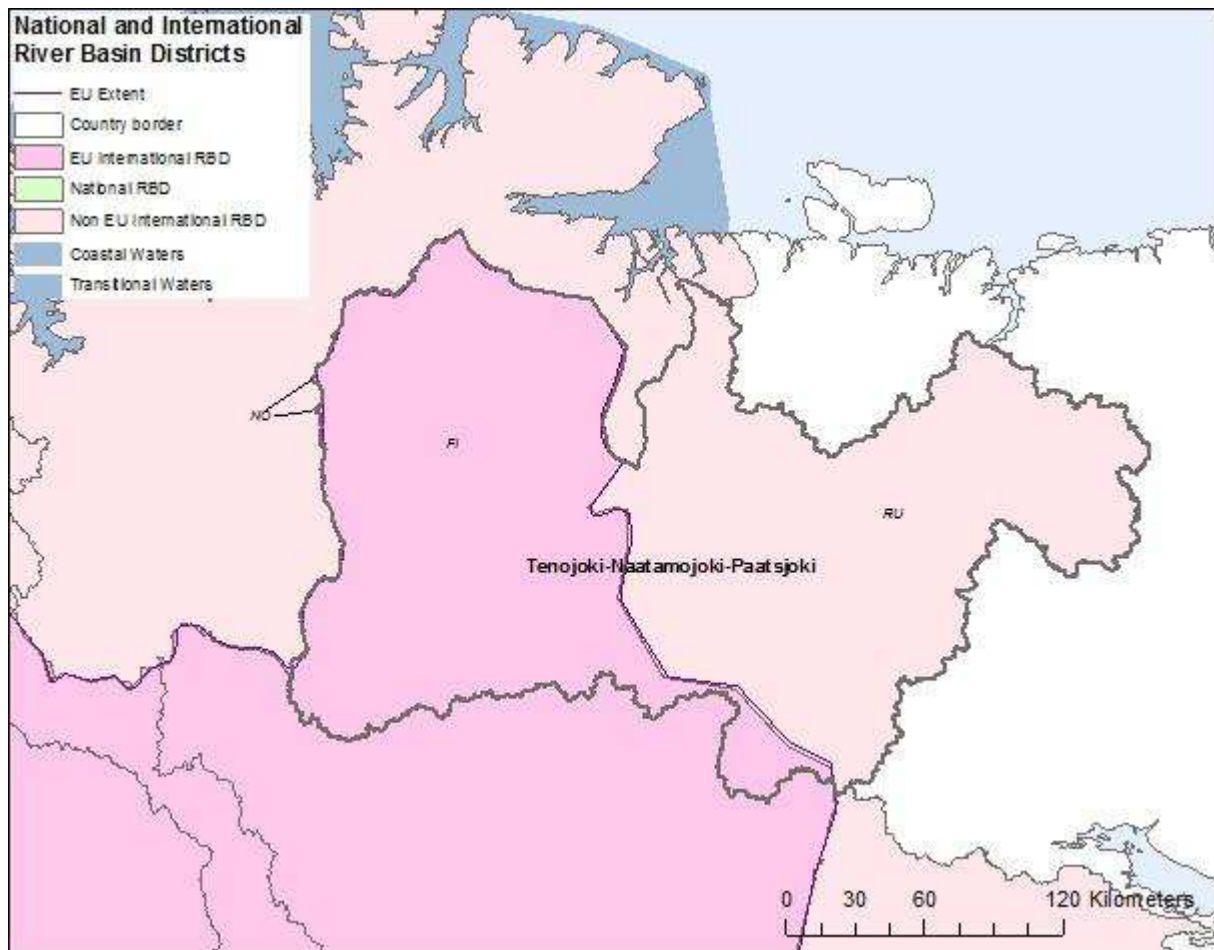 National and International
River Basin Districts
EU Extent
Country border
EU International RBD
National RBD
Non EU International RBD
Coastal Waters
Transitional Waters
NO
FI
RU
Tenojoki-Naatamojoki-Paatsjoki
0 30 60 120 Kilometers